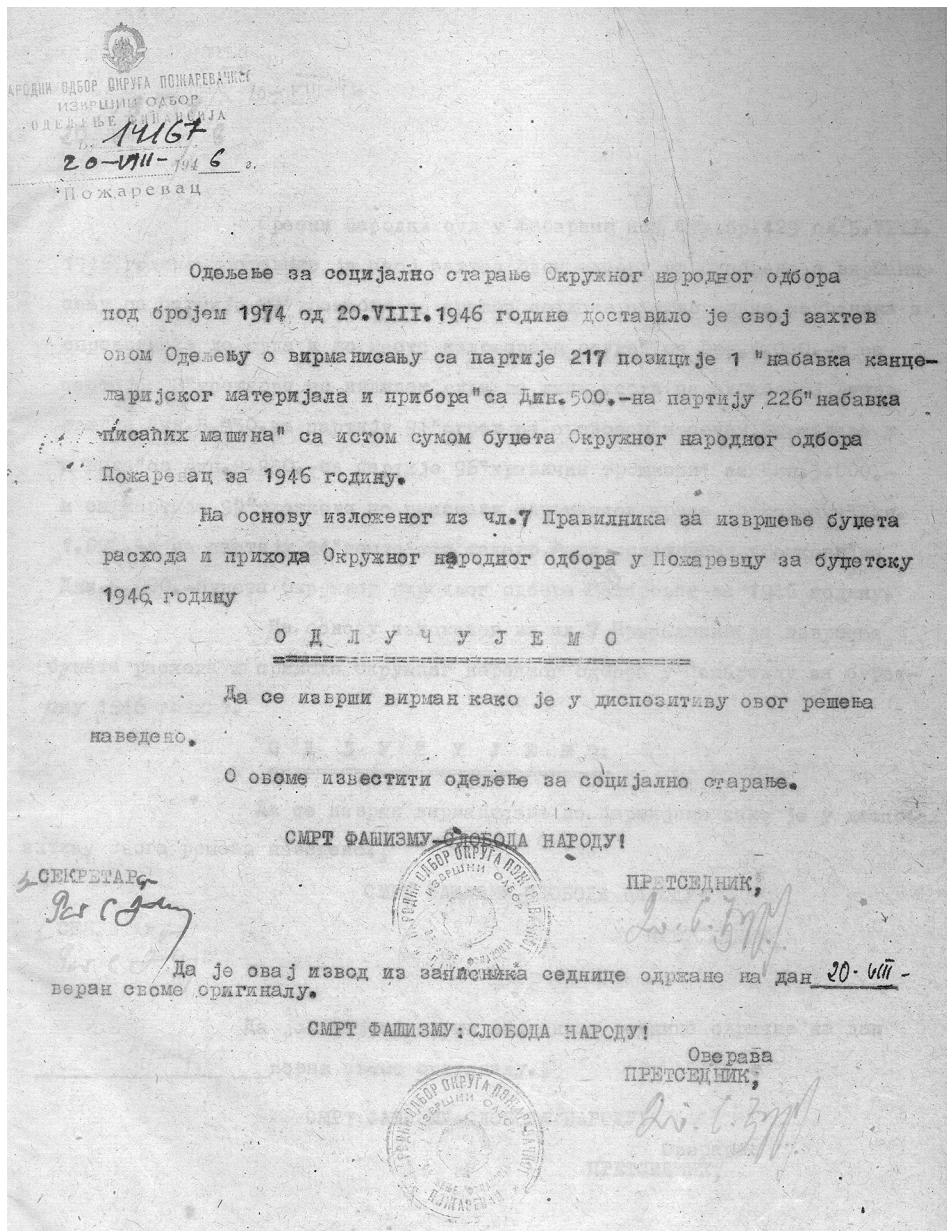 НАРОДНИ ОДБОР ОКРУГА ПОЖАРЕВАЧКОГ
ИЗВРШНИ ОДБОР
ОДЕЉЕЊЕ ФИНАНСИЈА
14167
20-VIII- 1946 г.
Пожаревац
Одељење за социјално старање Окружног народног одбора
под бројем 1974 од 20.VIII.1946 године доставило је свој захтев
овом Одељењу о вирманисању са партије 217 позиције 1 "набавка канце-
ларијског материјала и прибора"са Дин.500.-на партију 226"набавка
писаћих машина" са истом сумом буџета Окружног народног одбора
Пожаревац за 1946 годину.
На основу изложеног из чл.7 Правилника за извршење буџета
расхода и прихода Окружног народног одбора у Пожаревцу за буџетску
1946 годину
О Д Л У Ч У Ј Е М О
Да се изврши вирман како је у диспозитиву овог решења
наведено.
О овоме известити одељење за социјално старање.
СМРТ ФАШИЗМУ-СЛОБОДА НАРОДУ!
СЕКРЕТАР,
ПРЕТСЕДНИК,
Да је овај извод из записника седнице одржане на дан 20-VIII-
веран своме оригиналу.
СМРТ ФАШИЗМУ:СЛОБОДА НАРОДУ!
Оверава
ПРЕТСЕДНИК,